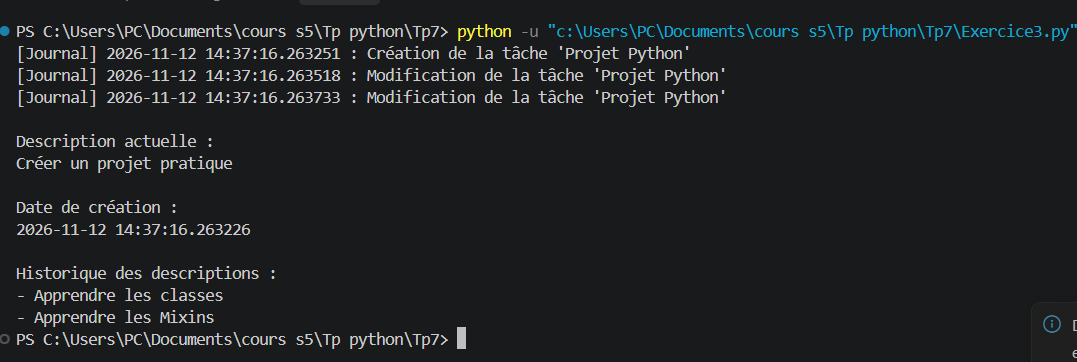 PS C:\Users\PC\Documents\cours s5\Tp python\Tp7> python -u "c:\Users\PC\Documents\cours s5\Tp python\Tp7\Exercice3.py"
[Journal] 2026-11-12 14:37:16.263251 : Création de la tâche 'Projet Python'
[Journal] 2026-11-12 14:37:16.263518 : Modification de la tâche 'Projet Python'
[Journal] 2026-11-12 14:37:16.263733 : Modification de la tâche 'Projet Python'
Description actuelle :
Créer un projet pratique
Date de création :
2026-11-12 14:37:16.263226
Historique des descriptions :
- Apprendre les classes
- Apprendre les Mixins
PS C:\Users\PC\Documents\cours s5\Tp python\Tp7>